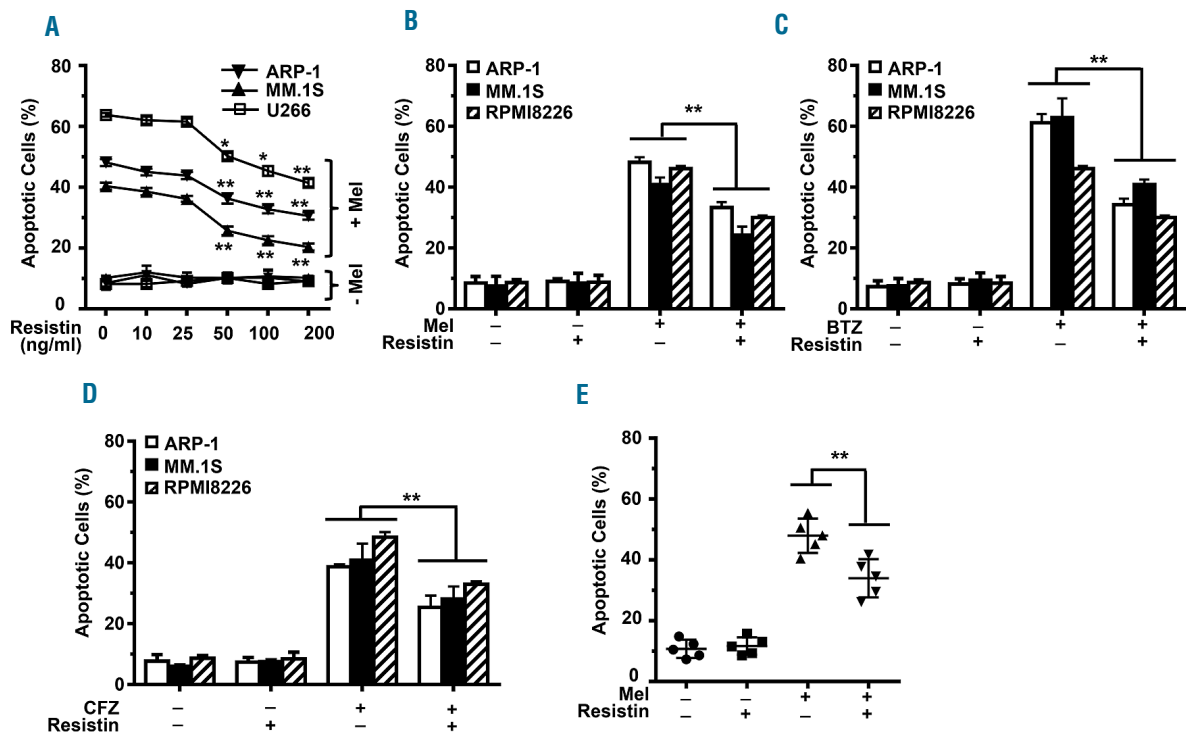 A
Apoptotic Cells (%)
80
60
40
20
0
ARP-1
MM.1S
U266
*
*
**
**
**
**
**
**
**
+ Mel
- Mel
Resistin 0 10 25 50 100 200
(ng/ml)
B
Apoptotic Cells (%)
80
60
40
20
0
ARP-1
MM.1S
RPMI8226
**
Mel – – + +
Resistin – + – +
C
Apoptotic Cells (%)
80
60
40
20
0
ARP-1
MM.1S
RPMI8226
**
BTZ – – + +
Resistin – + – +
D
Apoptotic Cells (%)
80
60
40
20
0
ARP-1
MM.1S
RPMI8226
**
CFZ – – + +
Resistin – + – +
E
Apoptotic Cells (%)
80
60
40
20
0
**
Mel – – + +
Resistin – + – +